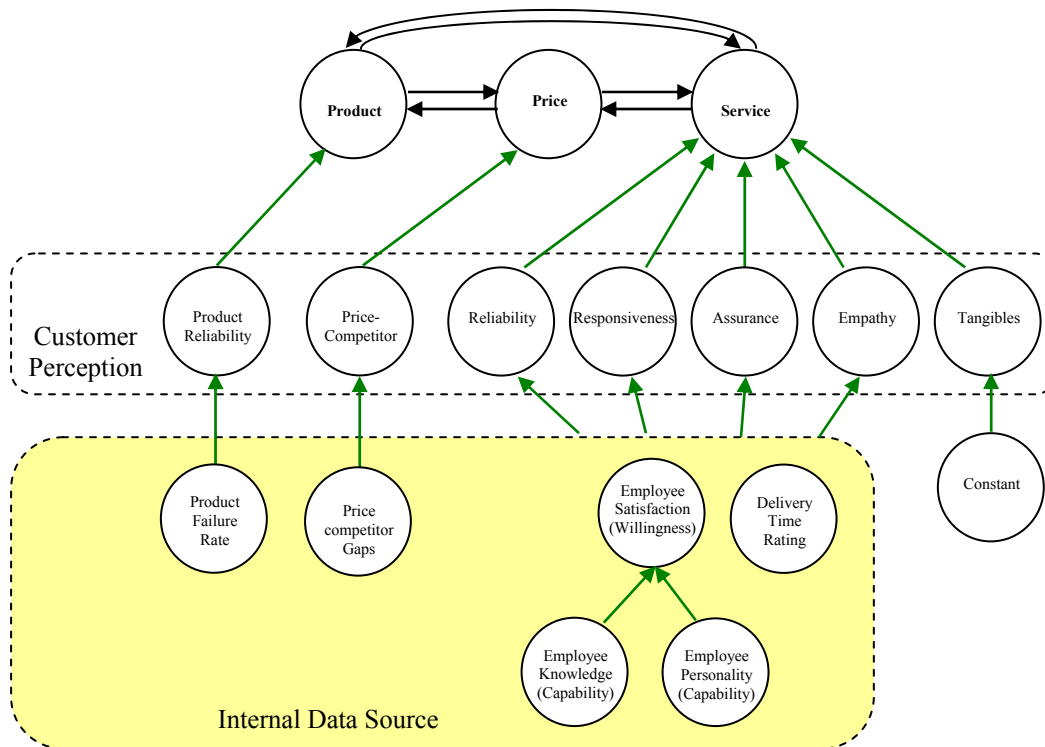 Product
Price
Service
Customer
Perception
Product
Reliability
Price-
Competitor
Reliability
Responsiveness
Assurance
Empathy
Tangibles
Product
Failure
Rate
Price
competitor
Gaps
Employee
Satisfaction
(Willingness)
Delivery
Time
Rating
Constant
Employee
Knowledge
(Capability)
Employee
Personality
(Capability)
Internal Data Source